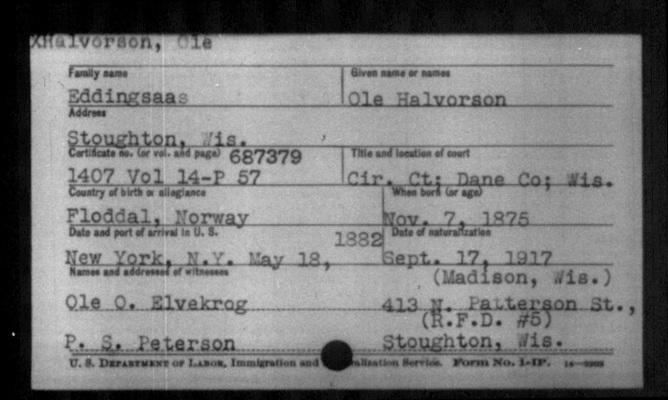 XHalvorson, Ole
Family name Given name or names
Eddingsaas Ole Halvorson
Address
Stoughton, Wis.
Certificate no. (or vol. and page) 687379 Title and location of court
1407 Vol 14-P 57 Cir. Ct; Dane Co; Wis.
Country of birth or allegiance When born (or age)
Floddal, Norway Nov. 7, 1875
Date and port of arrival in U. S. 1882 Date of naturalization
New York, N.Y. May 18, Sept. 17, 1917
Names and addresses of witnesses (Madison, Wis.)
Ole O. Elvekrog 413 N. Patterson St.,
(R.F.D. #5)
P. S. Peterson Stoughton, Wis.
U. S. Department of Labor, Immigration and alization Service. Form No. 1-IP.